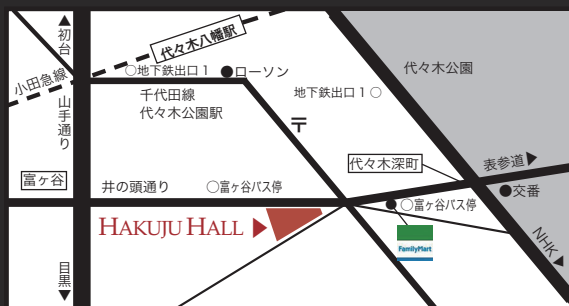 ▲初台
代々木八幡駅
小田急線
○地下鉄出口1
●ローソン
千代田線
代々木公園駅
地下鉄出口1○
代々木公園
山手通り
〒
富ヶ谷
井の頭通り
○富ヶ谷バス停
代々木深町
表参道▶
●交番
●○富ヶ谷バス停
HAKUJU HALL ▶
FamilyMart
NHK▼
目黒▼